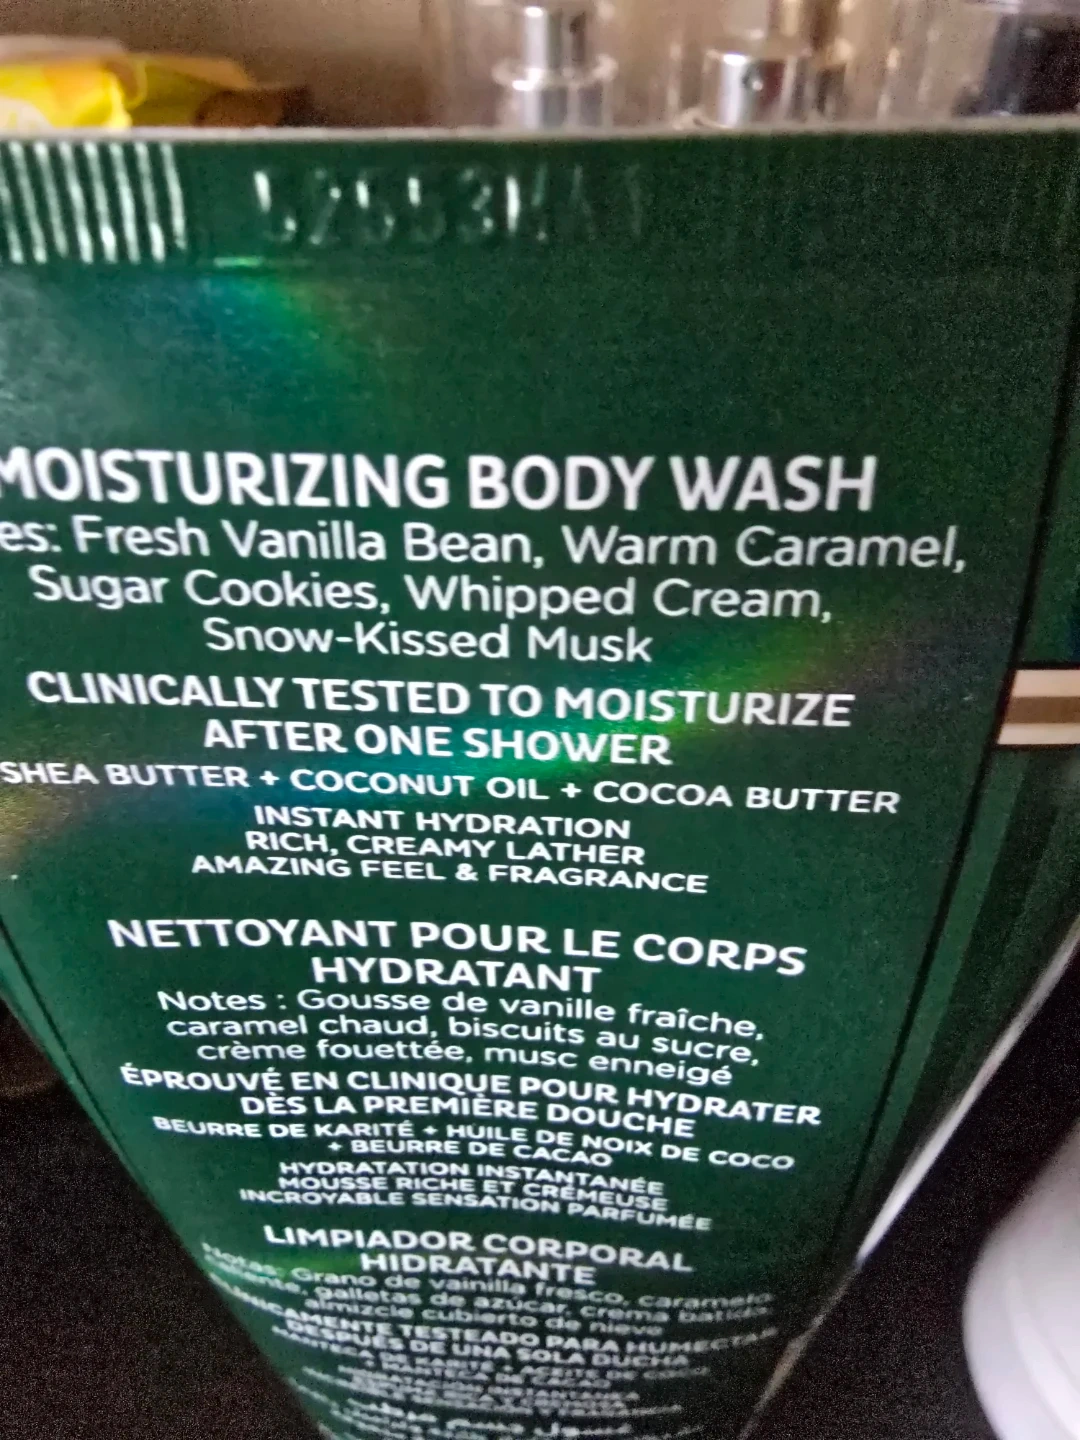 MOISTURIZING BODY WASH
es: Fresh Vanilla Bean, Warm Caramel,
Sugar Cookies, Whipped Cream,
Snow-Kissed Musk
CLINICALLY TESTED TO MOISTURIZE
AFTER ONE SHOWER
SHEA BUTTER + COCONUT OIL + COCOA BUTTER
INSTANT HYDRATION
RICH, CREAMY LATHER
AMAZING FEEL & FRAGRANCE
NETTOYANT POUR LE CORPS
HYDRATANT
Notes : Gousse de vanille fraîche,
caramel chaud, biscuits au sucre,
crème fouettée, musc enneigé
ÉPROUVÉ EN CLINIQUE POUR HYDRATER
DÈS LA PREMIÈRE DOUCHE
BEURRE DE KARITÉ + HUILE DE NOIX DE COCO
+ BEURRE DE CACAO
HYDRATATION INSTANTANÉE
MOUSSE RICHE ET CRÉMEUSE
INCROYABLE SENSATION PARFUMÉE
LIMPIADOR CORPORAL
HIDRATANTE
Notas: Grano de vainilla fresco, caramelo
galletas de azúcar, crema batida,
almizcle cubierto de nieve
TESTEADO PARA HUMECTAR
DESPUÉS DE UNA SOLA DUCHA